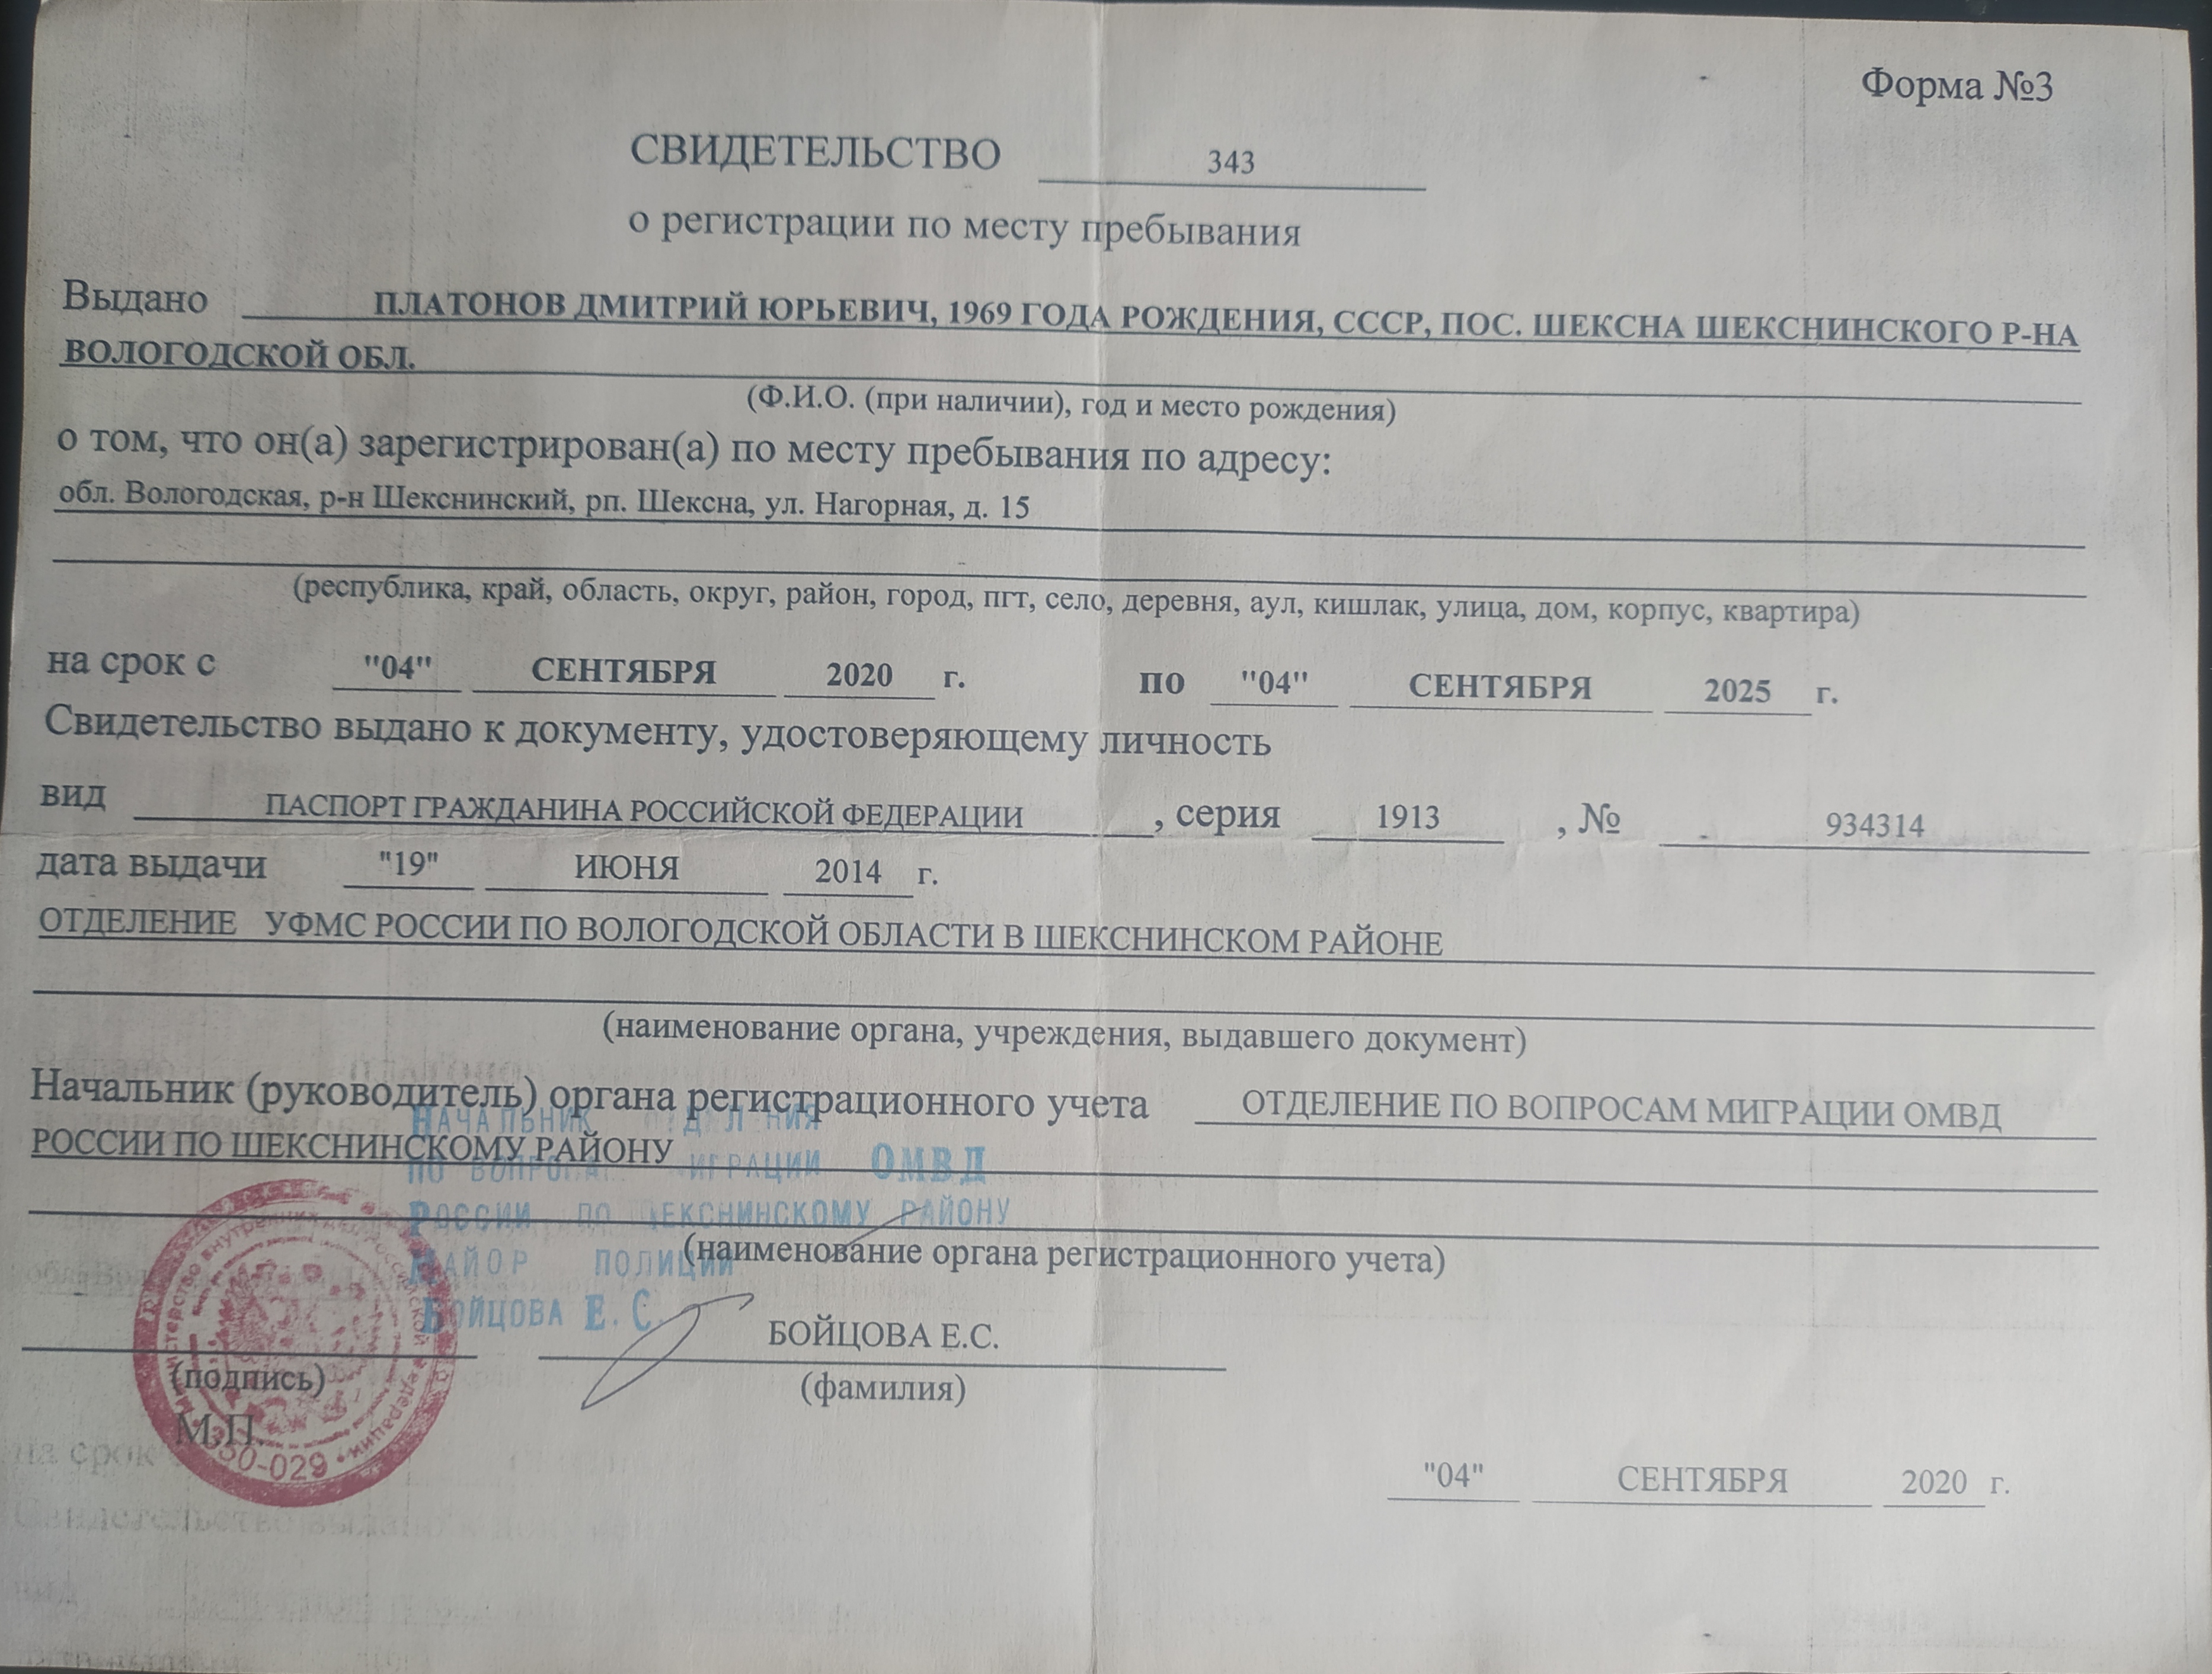 Форма №3
СВИДЕТЕЛЬСТВО 343
о регистрации по месту пребывания
Выдано ПЛАТОНОВ ДМИТРИЙ ЮРЬЕВИЧ, 1969 ГОДА РОЖДЕНИЯ, СССР, ПОС. ШЕКСНА ШЕКСНИНСКОГО Р-НА
ВОЛОГОДСКОЙ ОБЛ.
(Ф.И.О. (при наличии), год и место рождения)
о том, что он(а) зарегистрирован(а) по месту пребывания по адресу:
обл. Вологодская, р-н Шекснинский, рп. Шексна, ул. Нагорная, д. 15
(республика, край, область, округ, район, город, пгт, село, деревня, аул, кишлак, улица, дом, корпус, квартира)
на срок с "04" СЕНТЯБРЯ 2020 г. по "04" СЕНТЯБРЯ 2025 г.
Свидетельство выдано к документу, удостоверяющему личность
вид ПАСПОРТ ГРАЖДАНИНА РОССИЙСКОЙ ФЕДЕРАЦИИ , серия 1913 , № 934314
дата выдачи "19" ИЮНЯ 2014 г.
ОТДЕЛЕНИЕ УФМС РОССИИ ПО ВОЛОГОДСКОЙ ОБЛАСТИ В ШЕКСНИНСКОМ РАЙОНЕ
(наименование органа, учреждения, выдавшего документ)
Начальник (руководитель) органа регистрационного учета ОТДЕЛЕНИЕ ПО ВОПРОСАМ МИГРАЦИИ ОМВД
РОССИИ ПО ШЕКСНИНСКОМУ РАЙОНУ
НАЧАЛЬНИК ОТДЕЛЕНИЯ
ПО ВОПРОСАМ МИГРАЦИИ ОМВД
РОССИИ ПО ШЕКСНИНСКОМУ РАЙОНУ
МАЙОР ПОЛИЦИИ
БОЙЦОВА Е.С.
(наименование органа регистрационного учета)
БОЙЦОВА Е.С.
(подпись) (фамилия)
М.П.
"04" СЕНТЯБРЯ 2020 г.